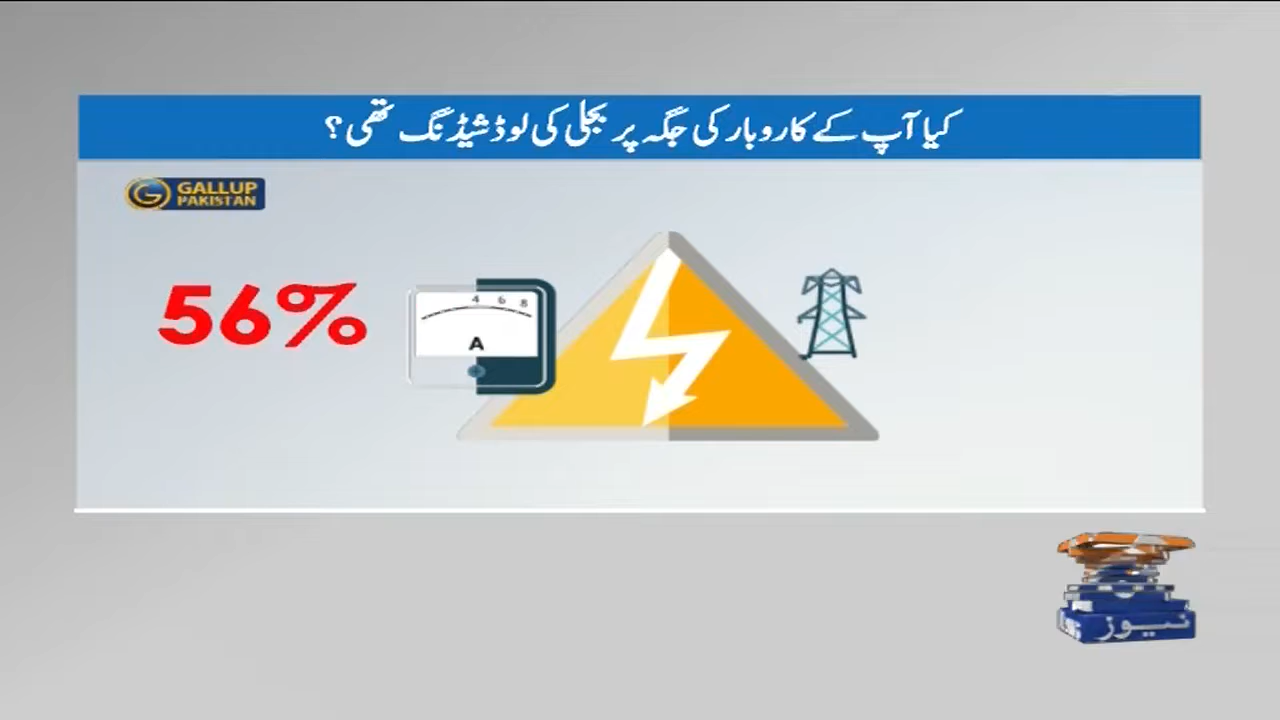 کیا آپ کے کاروبار کی جگہ پر بجلی کی لوڈشیڈنگ تھی؟
GALLUP
PAKISTAN
56%
4 6 8
A
نیوز